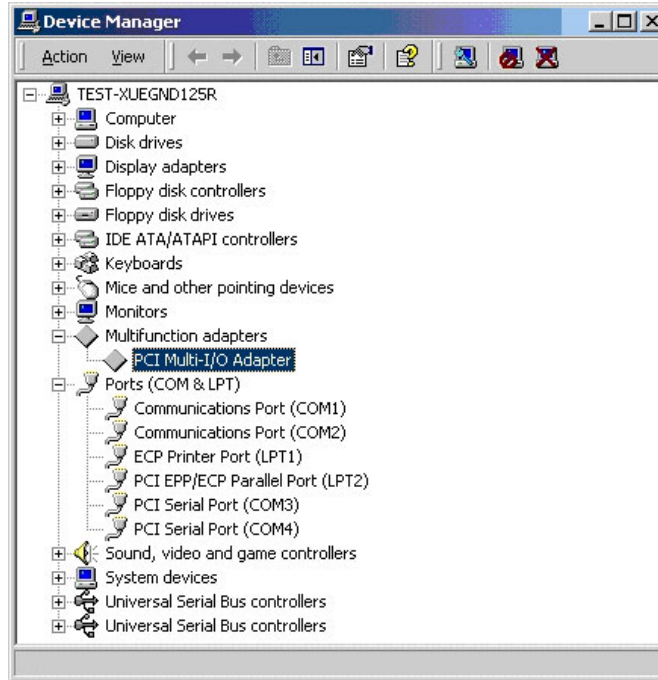 Device Manager
Action View
TEST-XUEGND125R
Computer
Disk drives
Display adapters
Floppy disk controllers
Floppy disk drives
IDE ATA/ATAPI controllers
Keyboards
Mice and other pointing devices
Monitors
Multifunction adapters
PCI Multi-I/O Adapter
Ports (COM & LPT)
Communications Port (COM1)
Communications Port (COM2)
ECP Printer Port (LPT1)
PCI EPP/ECP Parallel Port (LPT2)
PCI Serial Port (COM3)
PCI Serial Port (COM4)
Sound, video and game controllers
System devices
Universal Serial Bus controllers
Universal Serial Bus controllers